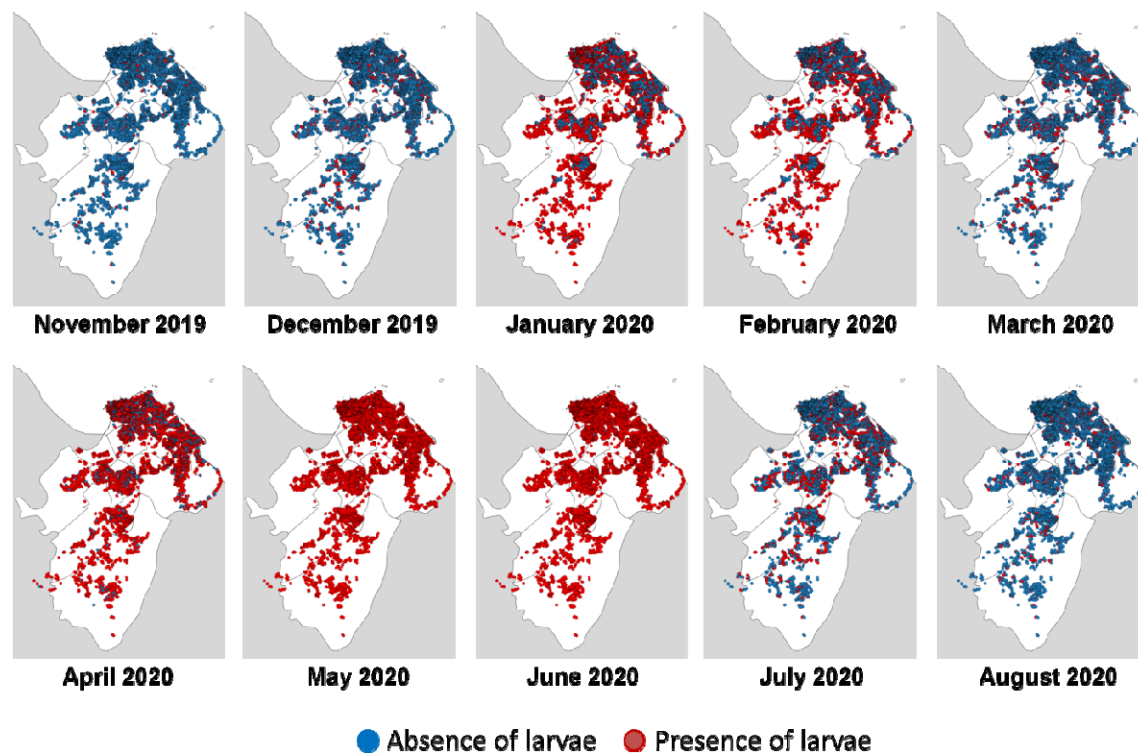 November 2019
December 2019
January 2020
February 2020
March 2020
April 2020
May 2020
June 2020
July 2020
August 2020
Absence of larvae
Presence of larvae